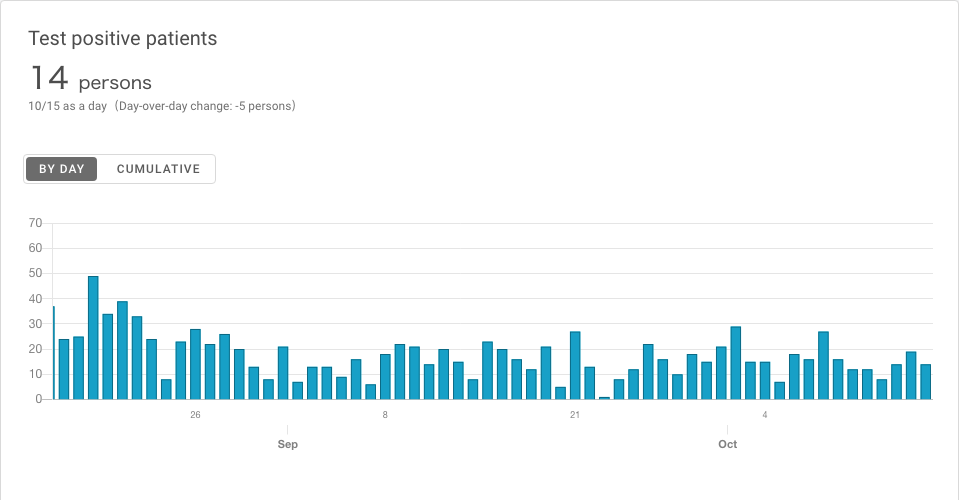 Test positive patients
14 persons
10/15 as a day（Day-over-day change: -5 persons）
BY DAY CUMULATIVE
70
60
50
40
30
20
10
0
26 8 21 4
Sep Oct